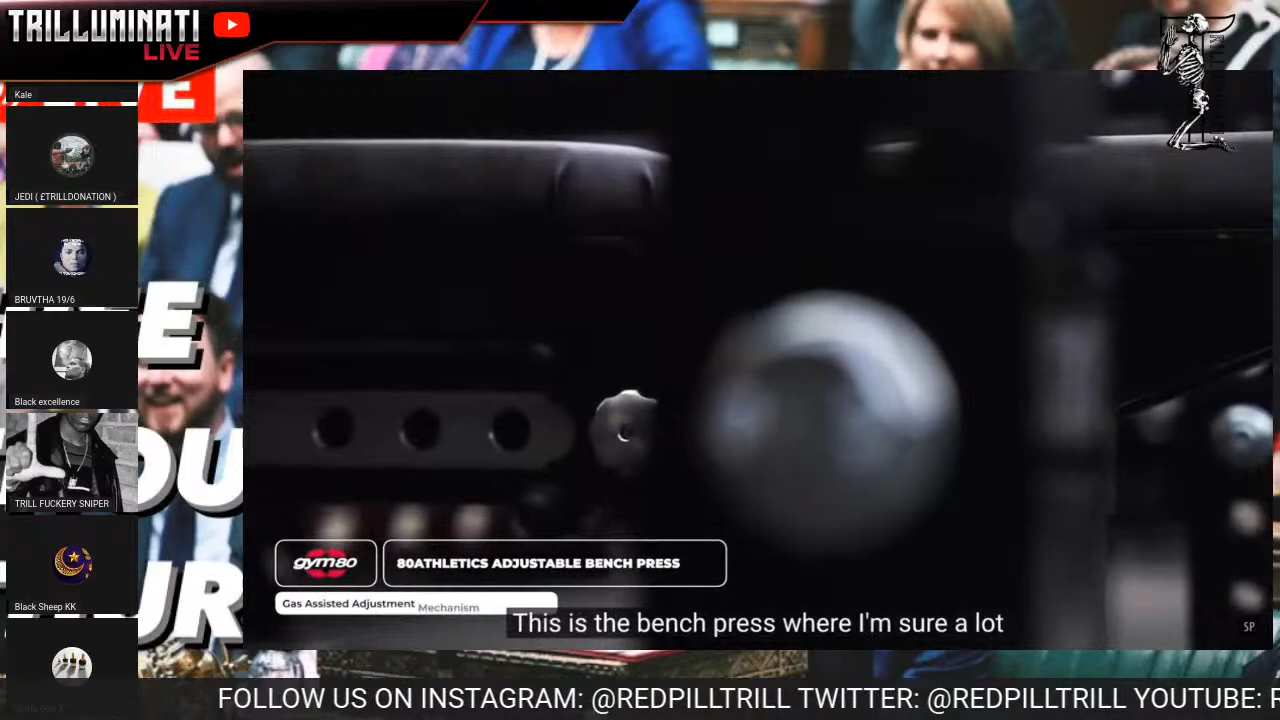 TRILLUMINATI
LIVE
Kale
E
JEDI ( £TRILLDONATION )
BRUVTHA 19/6
E
Black excellence
OU
TRILL FUCKERY SNIPER
gym80
80ATHLETICS ADJUSTABLE BENCH PRESS
Gas Assisted Adjustment Mechanism
Black Sheep KK
UR
This is the bench press where I'm sure a lot
SP
FOLLOW US ON INSTAGRAM: @REDPILLTRILL TWITTER: @REDPILLTRILL YOUTUBE: F